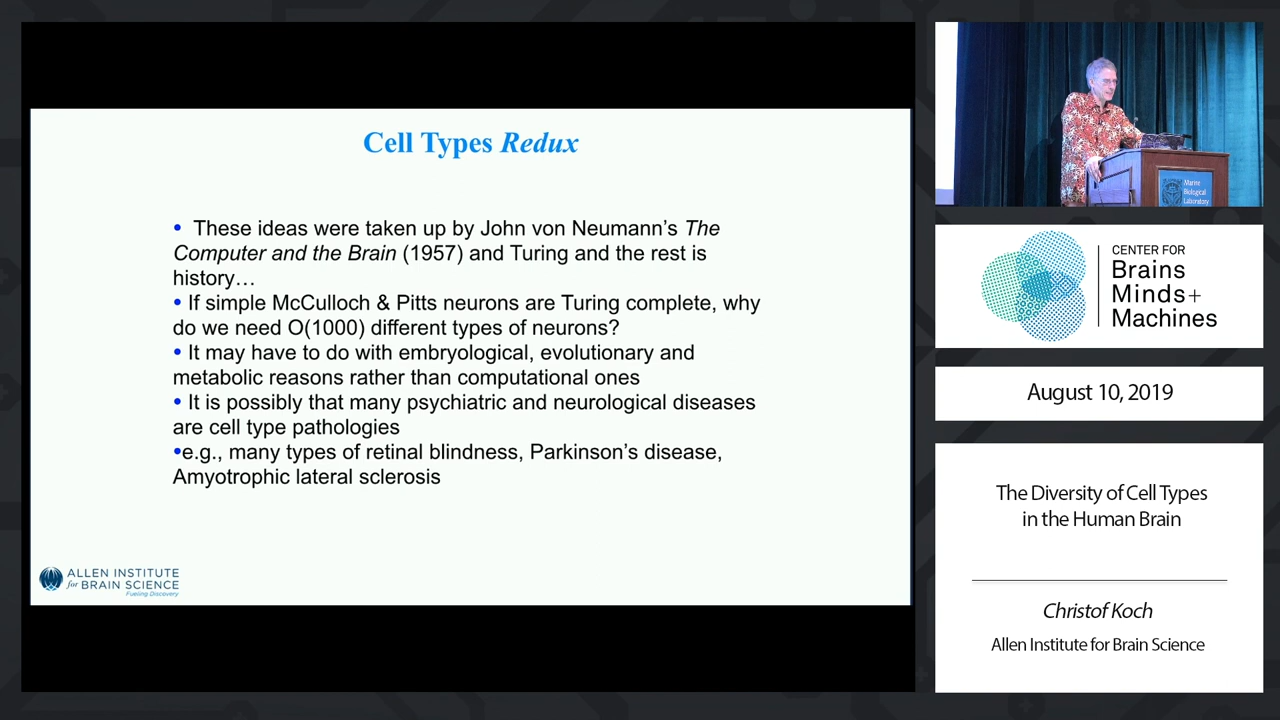 Cell Types Redux
• These ideas were taken up by John von Neumann's The
Computer and the Brain (1957) and Turing and the rest is
history…
• If simple McCulloch & Pitts neurons are Turing complete, why
do we need O(1000) different types of neurons?
• It may have to do with embryological, evolutionary and
metabolic reasons rather than computational ones
• It is possibly that many psychiatric and neurological diseases
are cell type pathologies
•e.g., many types of retinal blindness, Parkinson's disease,
Amyotrophic lateral sclerosis
ALLEN INSTITUTE
for BRAIN SCIENCE
Fueling Discovery
Marine
Biological
Laboratory
CENTER FOR
Brains
Minds+
Machines
August 10, 2019
The Diversity of Cell Types
in the Human Brain
Christof Koch
Allen Institute for Brain Science